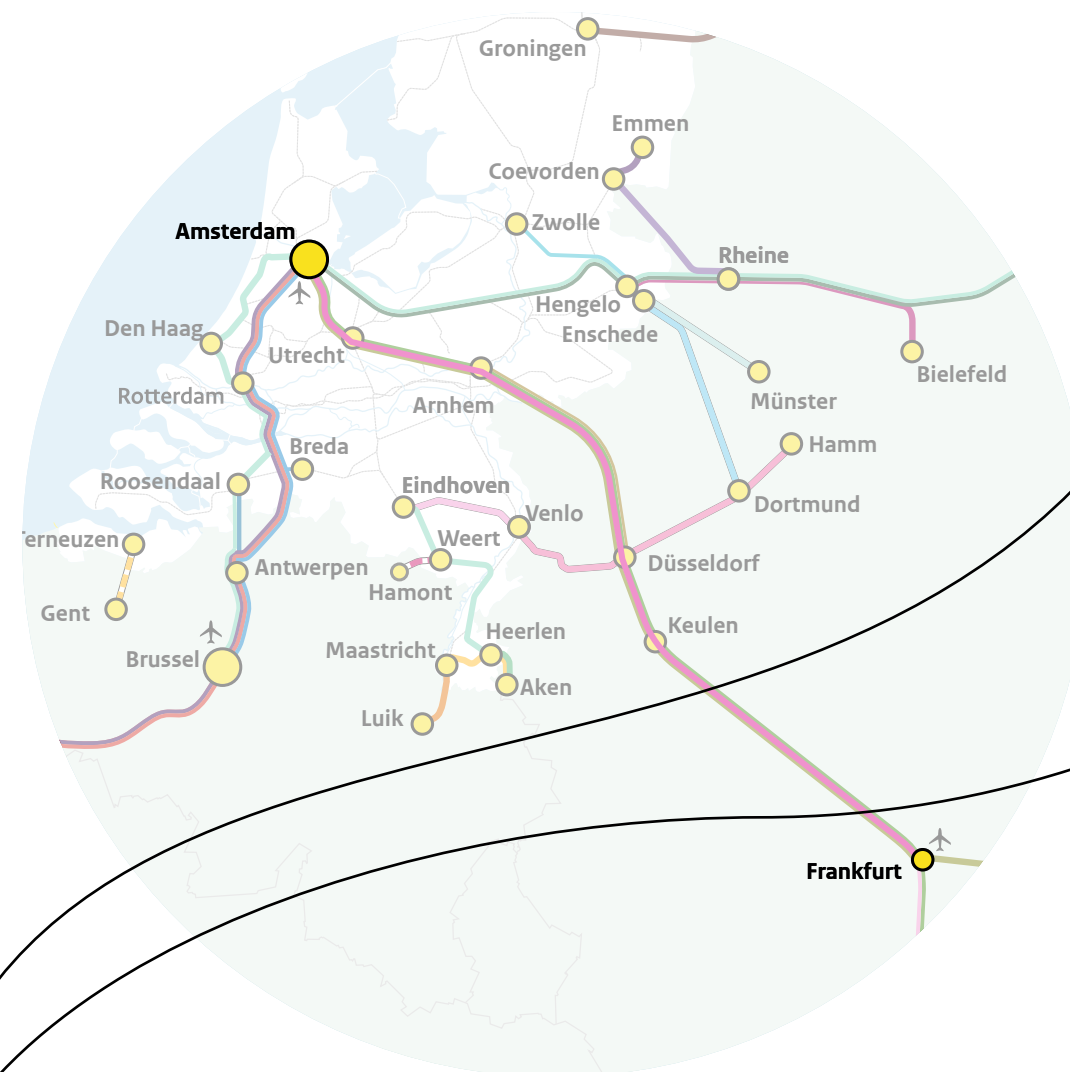 Groningen
Emmen
Coevorden
Zwolle
Amsterdam
Rheine
Hengelo
Den Haag
Enschede
Utrecht
Bielefeld
Rotterdam
Arnhem
Münster
Breda
Hamm
Roosendaal
Eindhoven
Dortmund
Venlo
erneuzen
Weert
Antwerpen
Düsseldorf
Hamont
Gent
Keulen
Heerlen
Maastricht
Brussel
Aken
Luik
Frankfurt